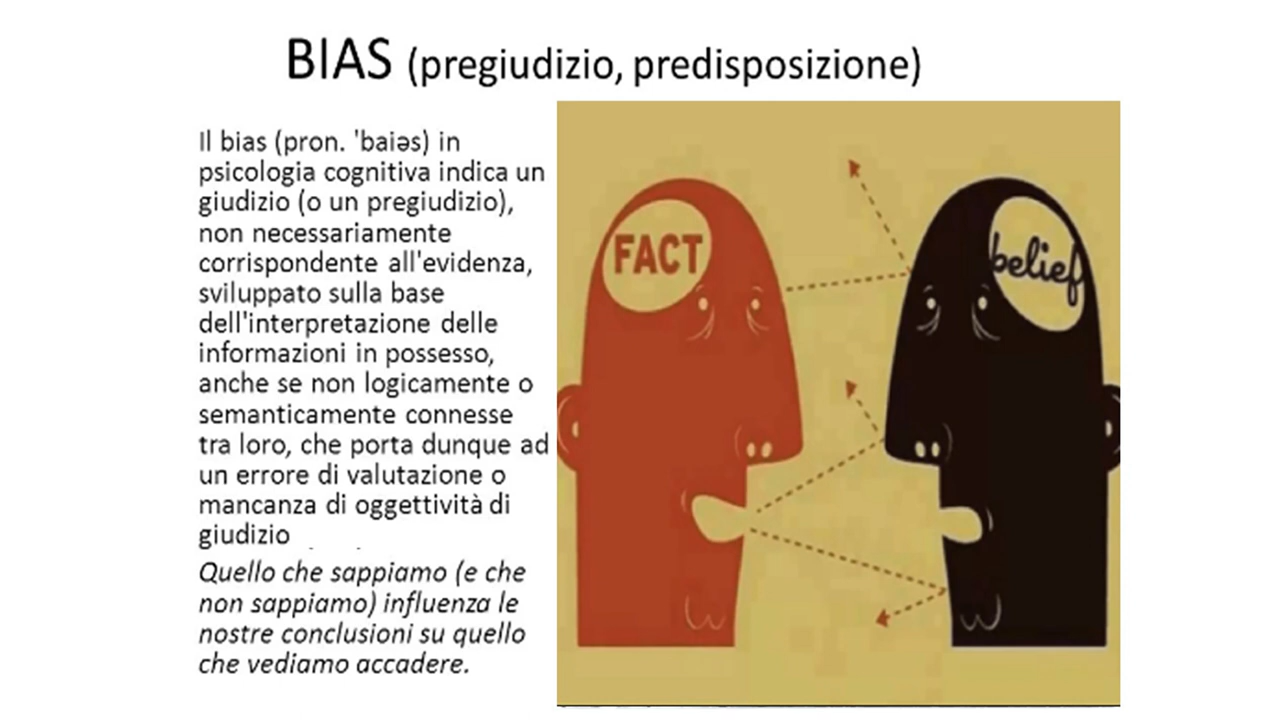 BIAS (pregiudizio, predisposizione)
Il bias (pron. 'baiəs) in
psicologia cognitiva indica un
giudizio (o un pregiudizio),
non necessariamente
corrispondente all'evidenza,
sviluppato sulla base
dell'interpretazione delle
informazioni in possesso,
anche se non logicamente o
semanticamente connesse
tra loro, che porta dunque ad
un errore di valutazione o
mancanza di oggettività di
giudizio
Quello che sappiamo (e che
non sappiamo) influenza le
nostre conclusioni su quello
che vediamo accadere.
FACT
belief